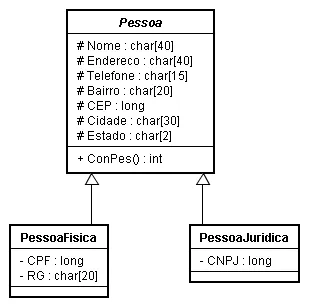 Pessoa
# Nome : char[40]
# Endereco : char[40]
# Telefone : char[15]
# Bairro : char[20]
# CEP : long
# Cidade : char[30]
# Estado : char[2]
+ ConPes() : int
PessoaFisica
- CPF : long
- RG : char[20]
PessoaJuridica
- CNPJ : long